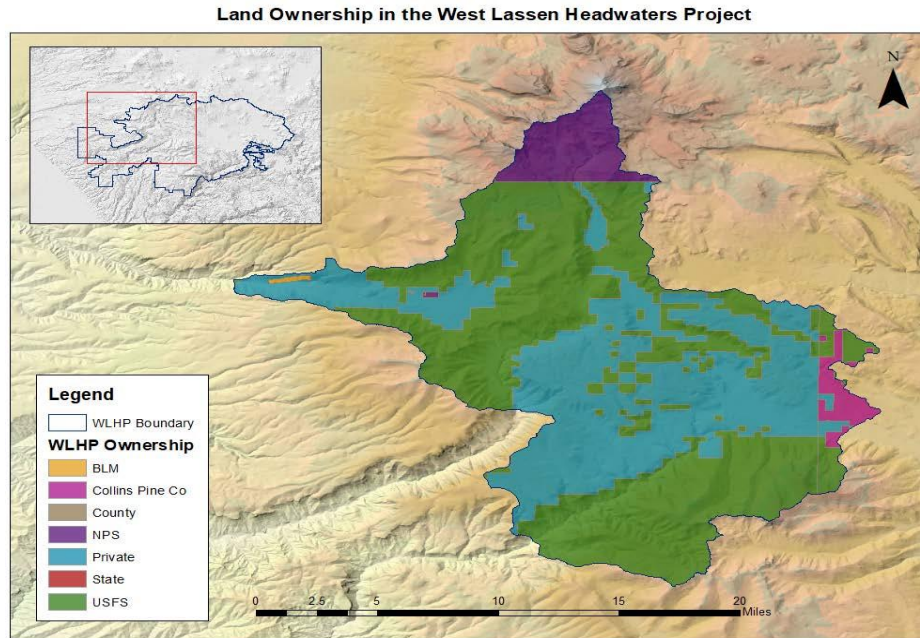 Land Ownership in the West Lassen Headwaters Project
N
Legend
WLHP Boundary
WLHP Ownership
BLM
Collins Pine Co
County
NPS
Private
State
USFS
0 2.5 5 10 15 20
Miles